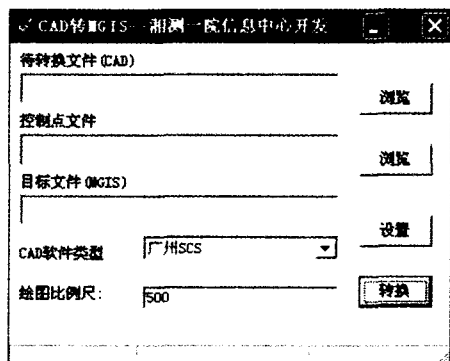 CAD转MGIS--湘测一院信息中心开发
待转换文件(CAD)
浏览
控制点文件
浏览
目标文件(MGIS)
设置
CAD软件类型 广州SCS
绘图比例尺: 500 转换